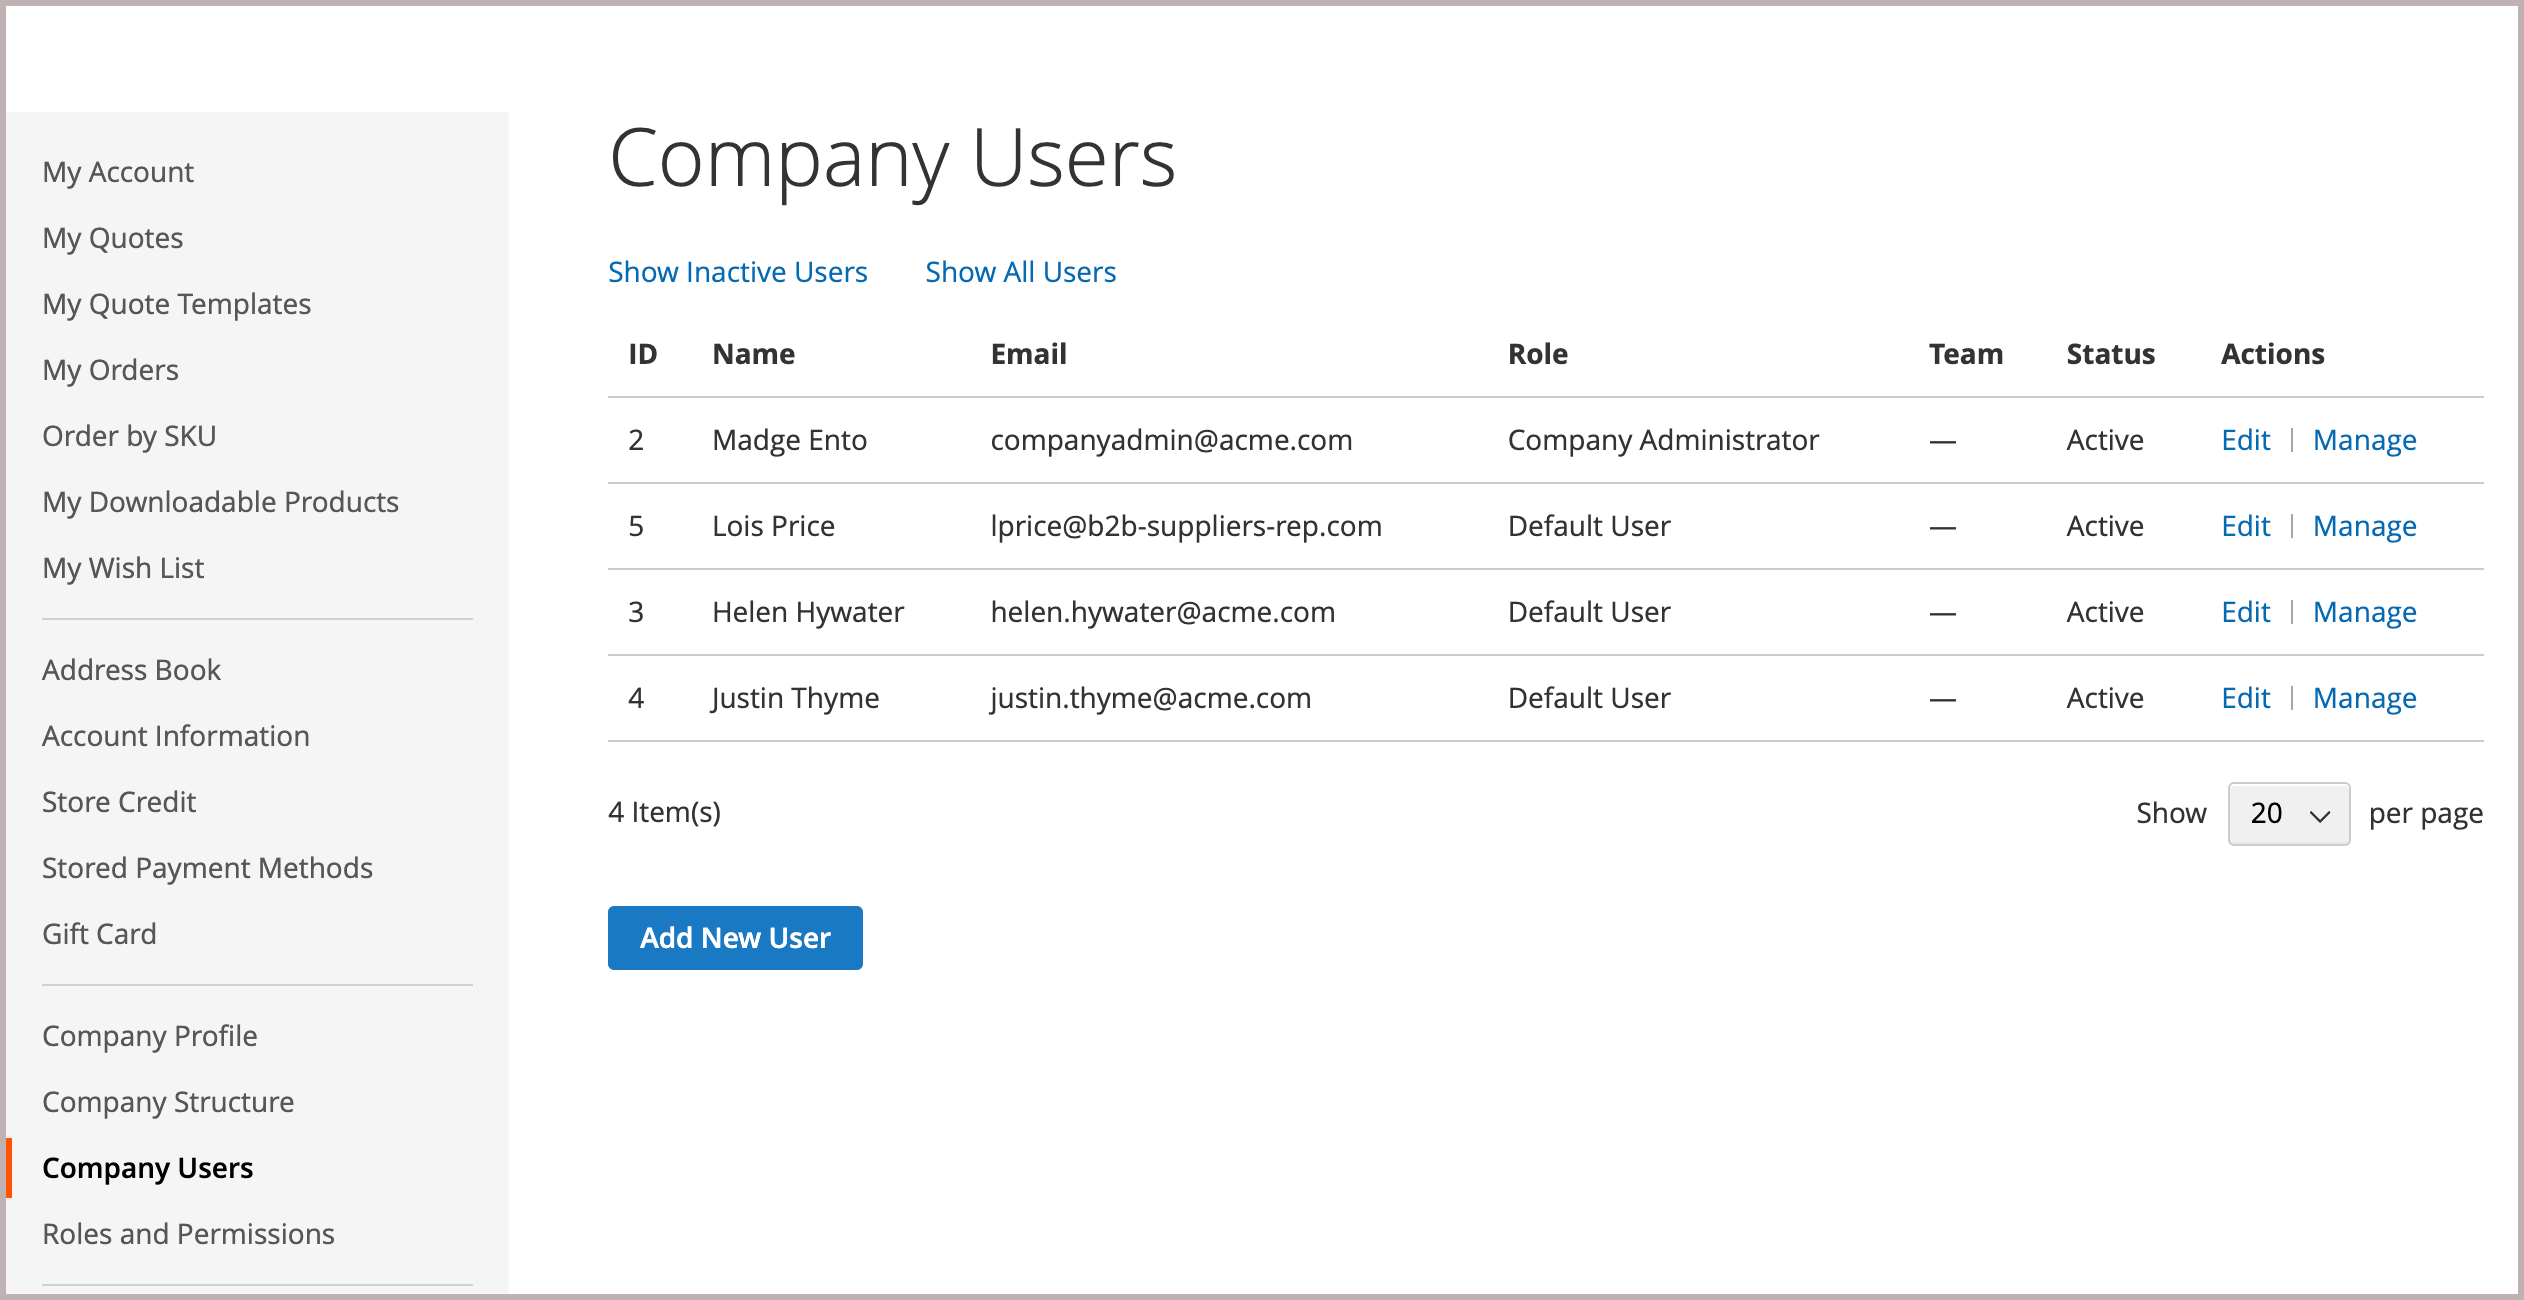 My Account
My Quotes
My Quote Templates
My Orders
Order by SKU
My Downloadable Products
My Wish List
Address Book
Account Information
Store Credit
Stored Payment Methods
Gift Card
Company Profile
Company Structure
Company Users
Roles and Permissions
Company Users
Show Inactive Users Show All Users
ID Name Email Role Team Status Actions
2 Madge Ento companyadmin@acme.com Company Administrator — Active Edit | Manage
5 Lois Price lprice@b2b-suppliers-rep.com Default User — Active Edit | Manage
3 Helen Hywater helen.hywater@acme.com Default User — Active Edit | Manage
4 Justin Thyme justin.thyme@acme.com Default User — Active Edit | Manage
4 Item(s) Show 20 per page
Add New User